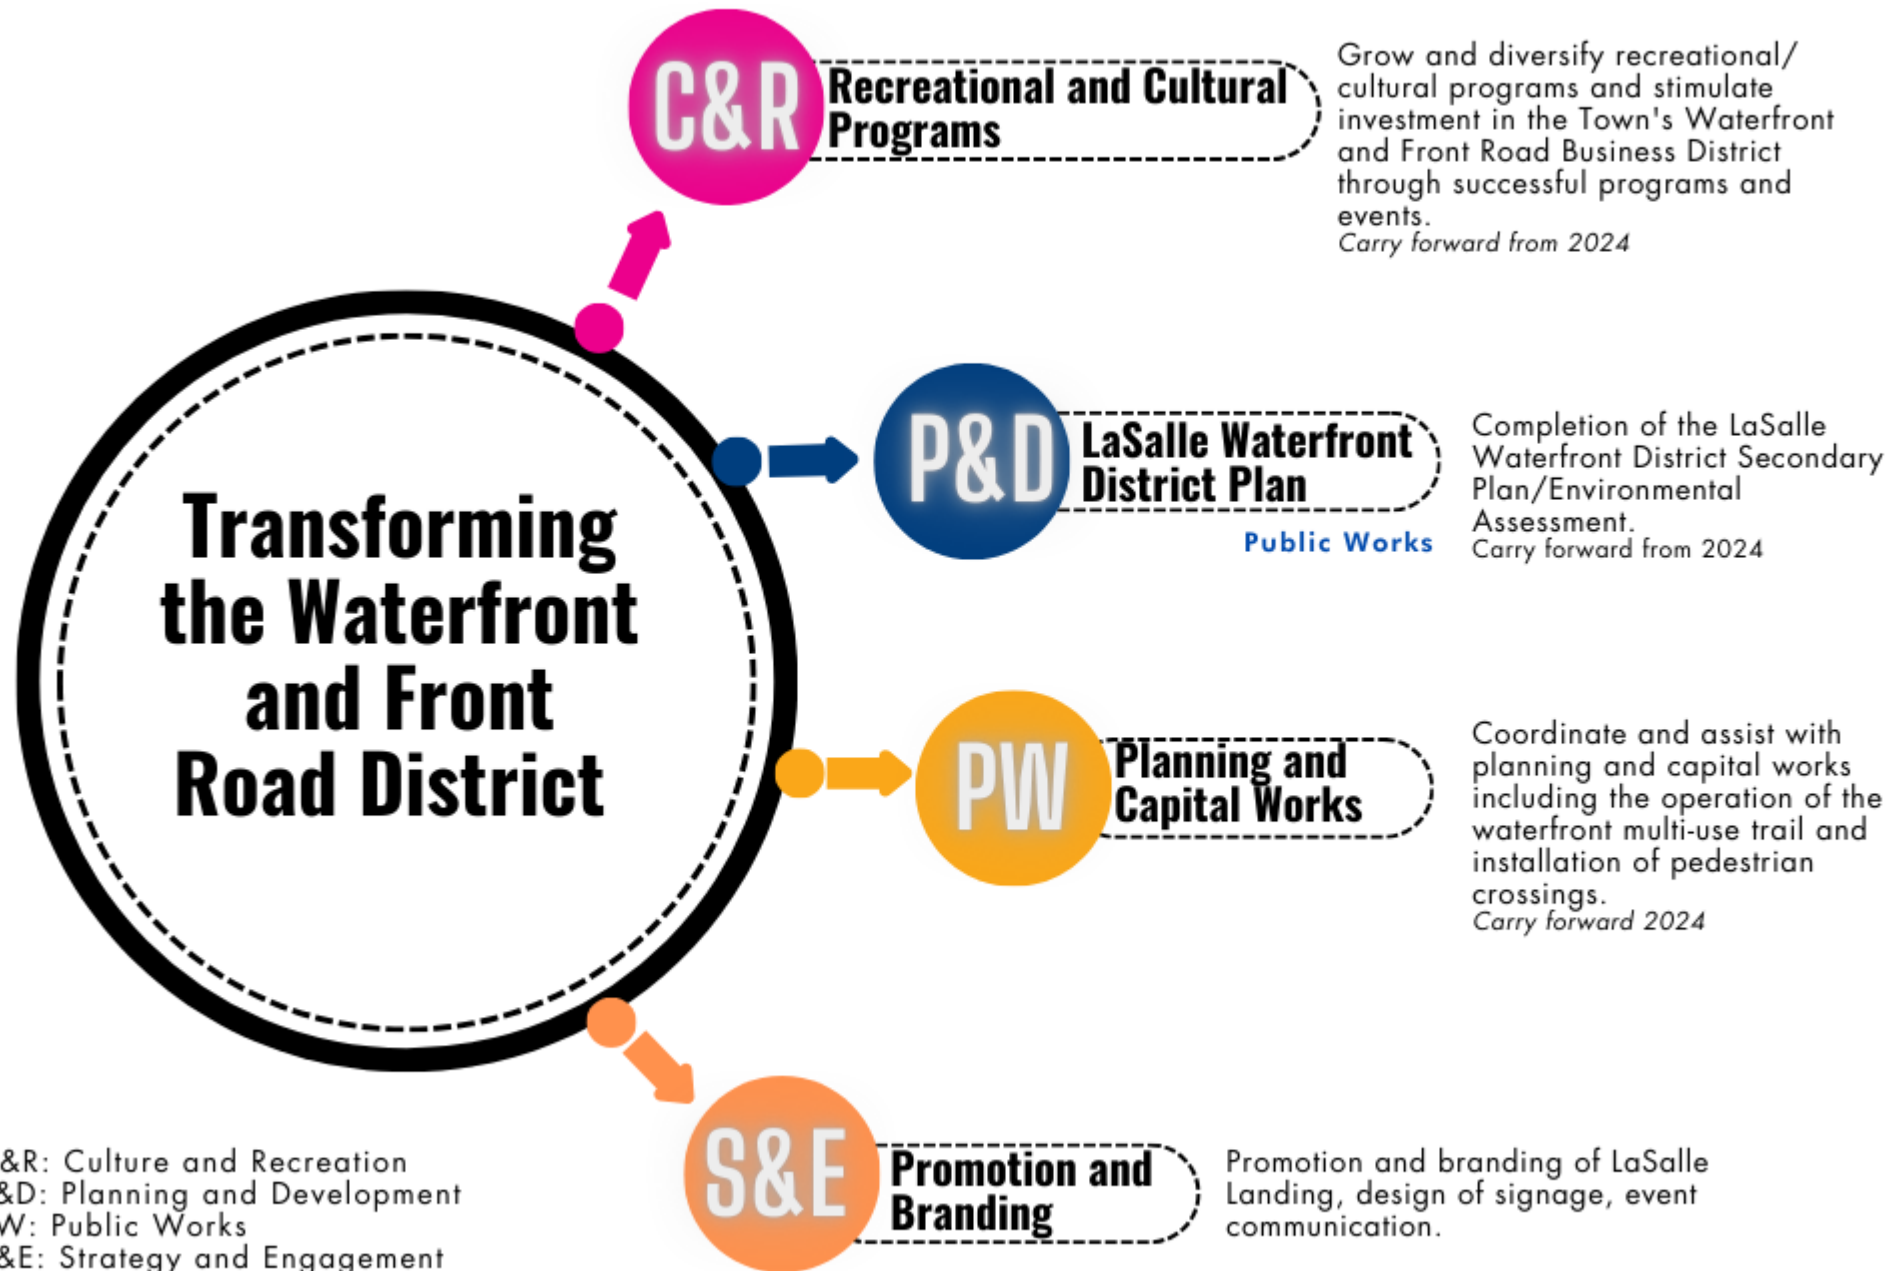 Transforming
the Waterfront
and Front
Road District
C&R
Recreational and Cultural
Programs
Grow and diversify recreational/
cultural programs and stimulate
investment in the Town's Waterfront
and Front Road Business District
through successful programs and
events.
Carry forward from 2024
P&D
LaSalle Waterfront
District Plan
Public Works
Completion of the LaSalle
Waterfront District Secondary
Plan/Environmental
Assessment.
Carry forward from 2024
PW
Planning and
Capital Works
Coordinate and assist with
planning and capital works
including the operation of the
waterfront multi-use trail and
installation of pedestrian
crossings.
Carry forward 2024
S&E
Promotion and
Branding
Promotion and branding of LaSalle
Landing, design of signage, event
communication.
&R: Culture and Recreation
&D: Planning and Development
W: Public Works
&E: Strategy and Engagement